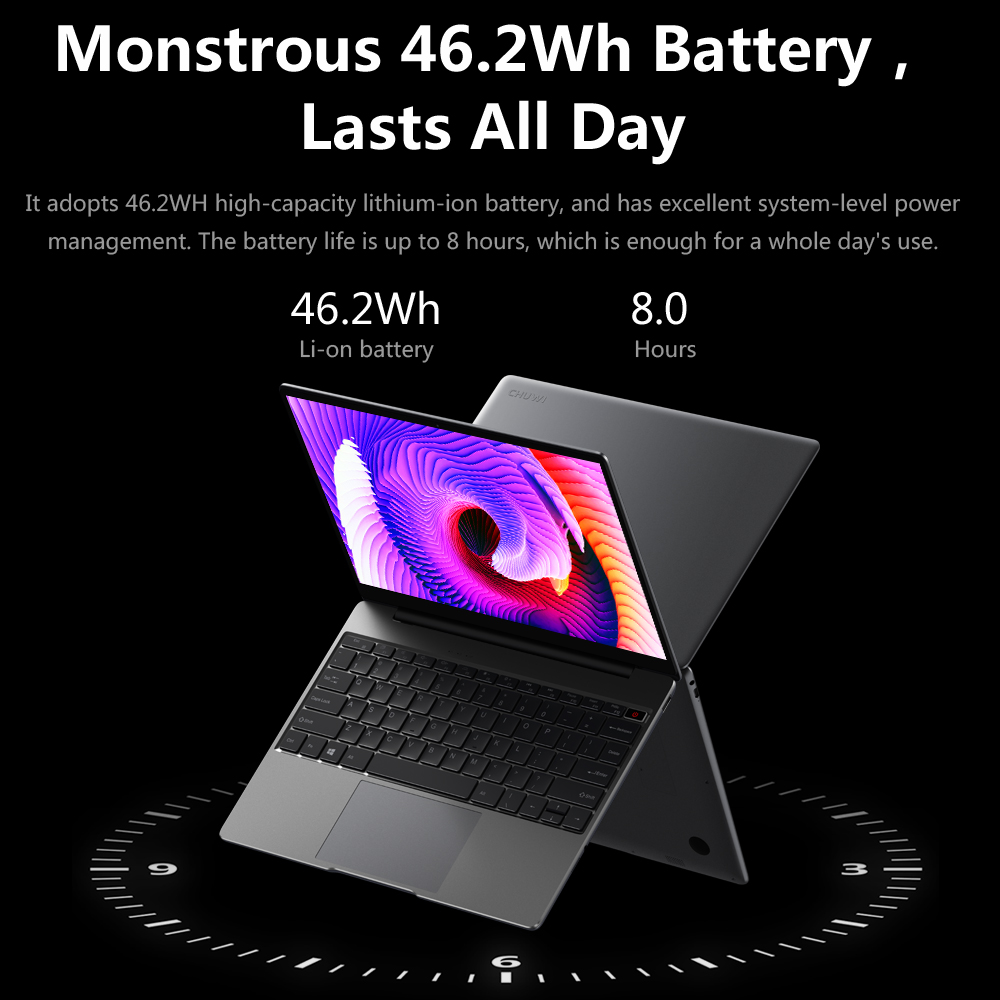 Monstrous 46.2Wh Battery ,
Lasts All Day
It adopts 46.2WH high-capacity lithium-ion battery, and has excellent system-level power
management. The battery life is up to 8 hours, which is enough for a whole day's use.
46.2Wh 8.0
Li-on battery Hours
CHUWI
9 3
6